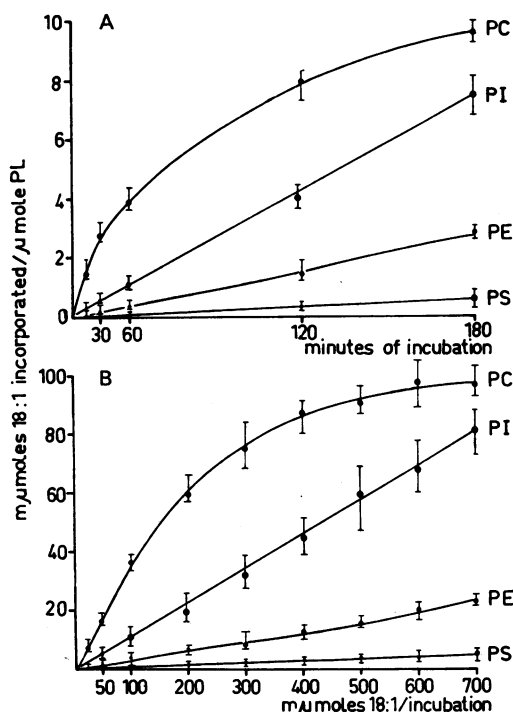 A
10
8
6
4
2
0
PC
PI
PE
PS
30 60 120 180
minutes of incubation
mµmoles 18:1 incorporated/µmole PL
B
100
80
60
40
20
PC
PI
PE
PS
50 100 200 300 400 500 600 700
mµmoles 18:1/incubation